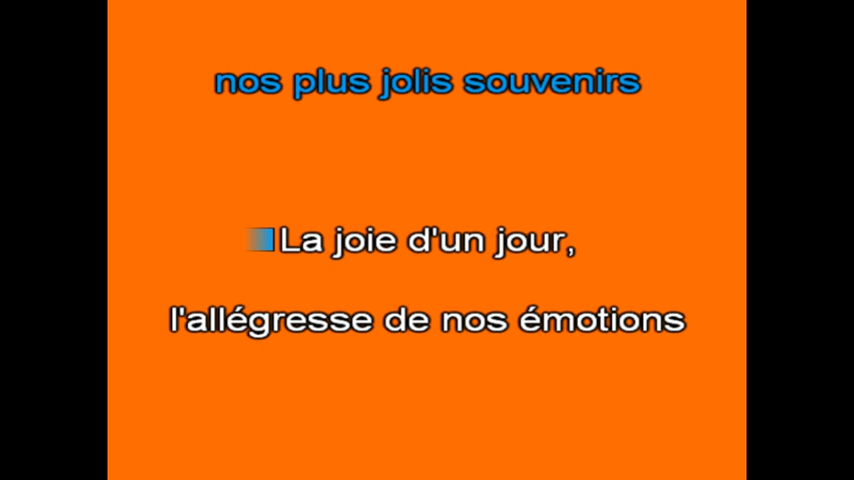 nos plus jolis souvenirs
La joie d'un jour,
l'allégresse de nos émotions